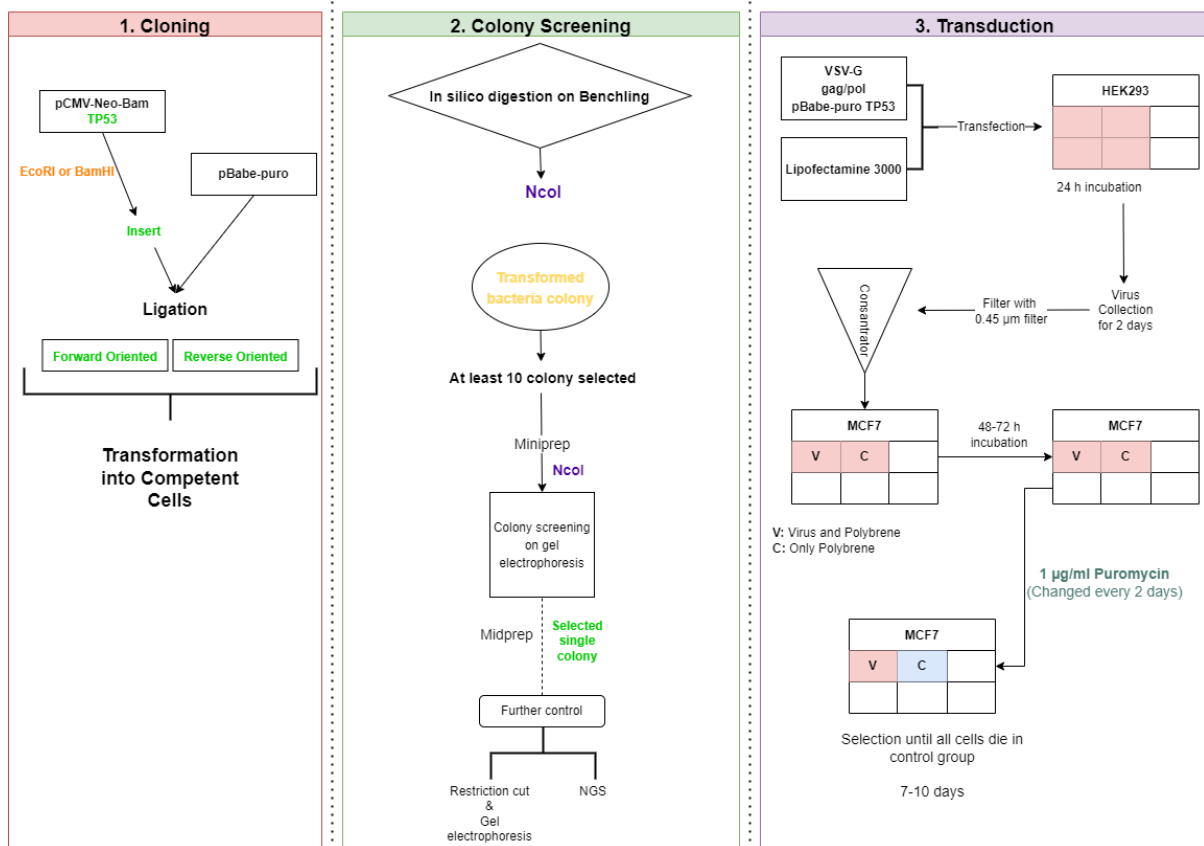 1. Cloning
pCMV-Neo-Bam
TP53
EcoRI or BamHI
pBabe-puro
Insert
Ligation
Forward Oriented
Reverse Oriented
Transformation
into Competent
Cells
2. Colony Screening
In silico digestion on Benchling
NcoI
Transformed
bacteria colony
At least 10 colony selected
Miniprep
NcoI
Colony screening
on gel
electrophoresis
Midprep
Selected
single
colony
Further control
Restriction cut
&
Gel
electrophoresis
NGS
3. Transduction
VSV-G
gag/pol
pBabe-puro TP53
Lipofectamine 3000
Transfection
HEK293
24 h incubation
Virus
Collection
for 2 days
Filter with
0.45 µm filter
Consantrator
MCF7
V
C
48-72 h
incubation
MCF7
V
C
V: Virus and Polybrene
C: Only Polybrene
1 µg/ml Puromycin
(Changed every 2 days)
MCF7
V
C
Selection until all cells die in
control group
7-10 days